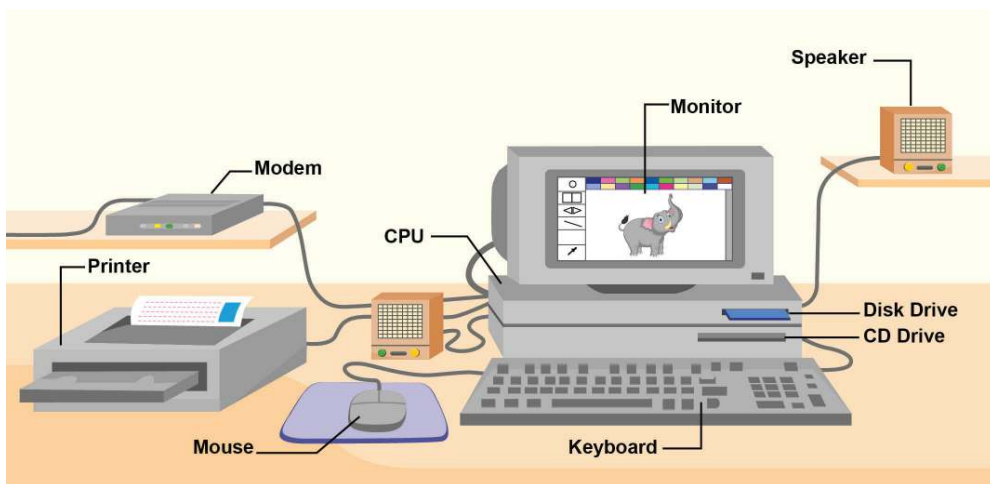 Speaker
Monitor
Modem
CPU
Printer
Disk Drive
CD Drive
Mouse
Keyboard